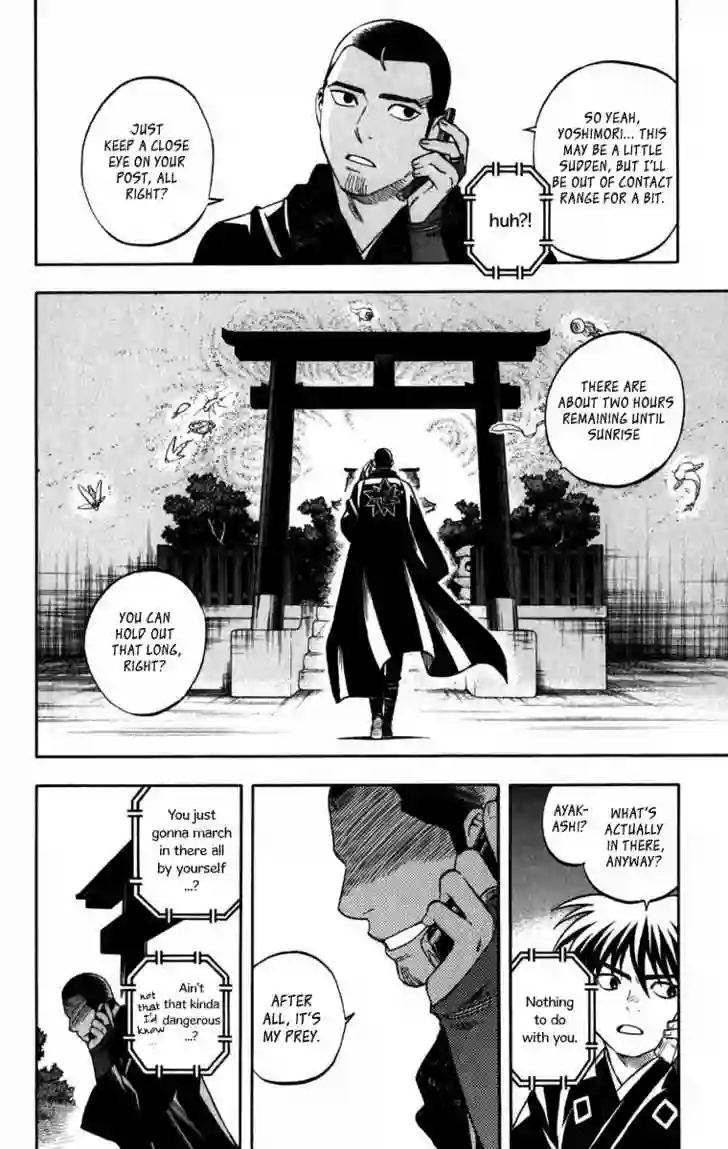 SO YEAH,
YOSHIMORI... THIS
MAY BE A LITTLE
SUDDEN, BUT I'LL
BE OUT OF CONTACT
RANGE FOR A BIT.
huh?!
JUST
KEEP A CLOSE
EYE ON YOUR
POST, ALL
RIGHT?
THERE ARE
ABOUT TWO HOURS
REMAINING UNTIL
SUNRISE
YOU CAN
HOLD OUT
THAT LONG,
RIGHT?
WHAT'S
ACTUALLY
IN THERE,
ANYWAY?
AYAK-
ASHI?
Nothing
to do
with you.
AFTER
ALL, IT'S
MY PREY.
You just
gonna march
in there all
by yourself
...?
Ain't
that kinda
dangerous
...?
not
that
I'd
know